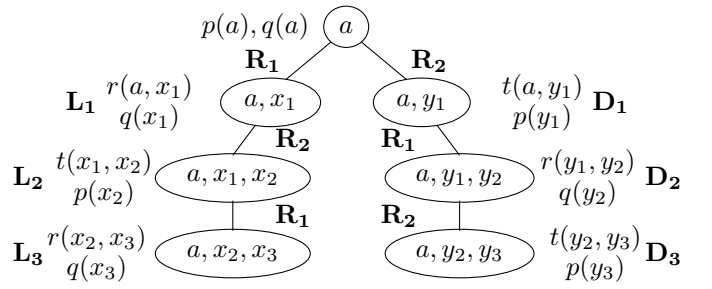 p(a), q(a) a
R₁ R₂
L₁ r(a, x₁) q(x₁) a, x₁ a, y₁ t(a, y₁) p(y₁) D₁
R₂ R₁
L₂ t(x₁, x₂) p(x₂) a, x₁, x₂ a, y₁, y₂ r(y₁, y₂) q(y₂) D₂
R₁ R₂
L₃ r(x₂, x₃) q(x₃) a, x₂, x₃ a, y₂, y₃ t(y₂, y₃) p(y₃) D₃